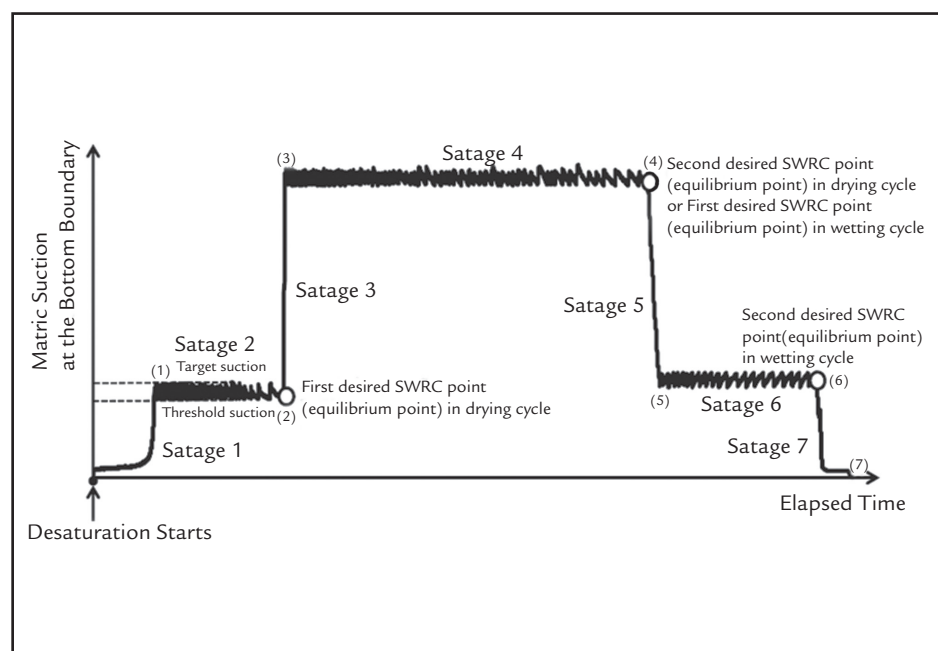 Matric Suction
at the Bottom Boundary
(3)
Satage 4
(4)
Second desired SWRC point
(equilibrium point) in drying cycle
or First desired SWRC point
(equilibrium point) in wetting cycle
Satage 3
Satage 5
Second desired SWRC
point(equilibrium point)
in wetting cycle
Satage 2
(1)
Target suction
Threshold suction
(2)
First desired SWRC point
(equilibrium point) in drying cycle
(5)
(6)
Satage 6
Satage 1
Satage 7
(7)
Elapsed Time
Desaturation Starts